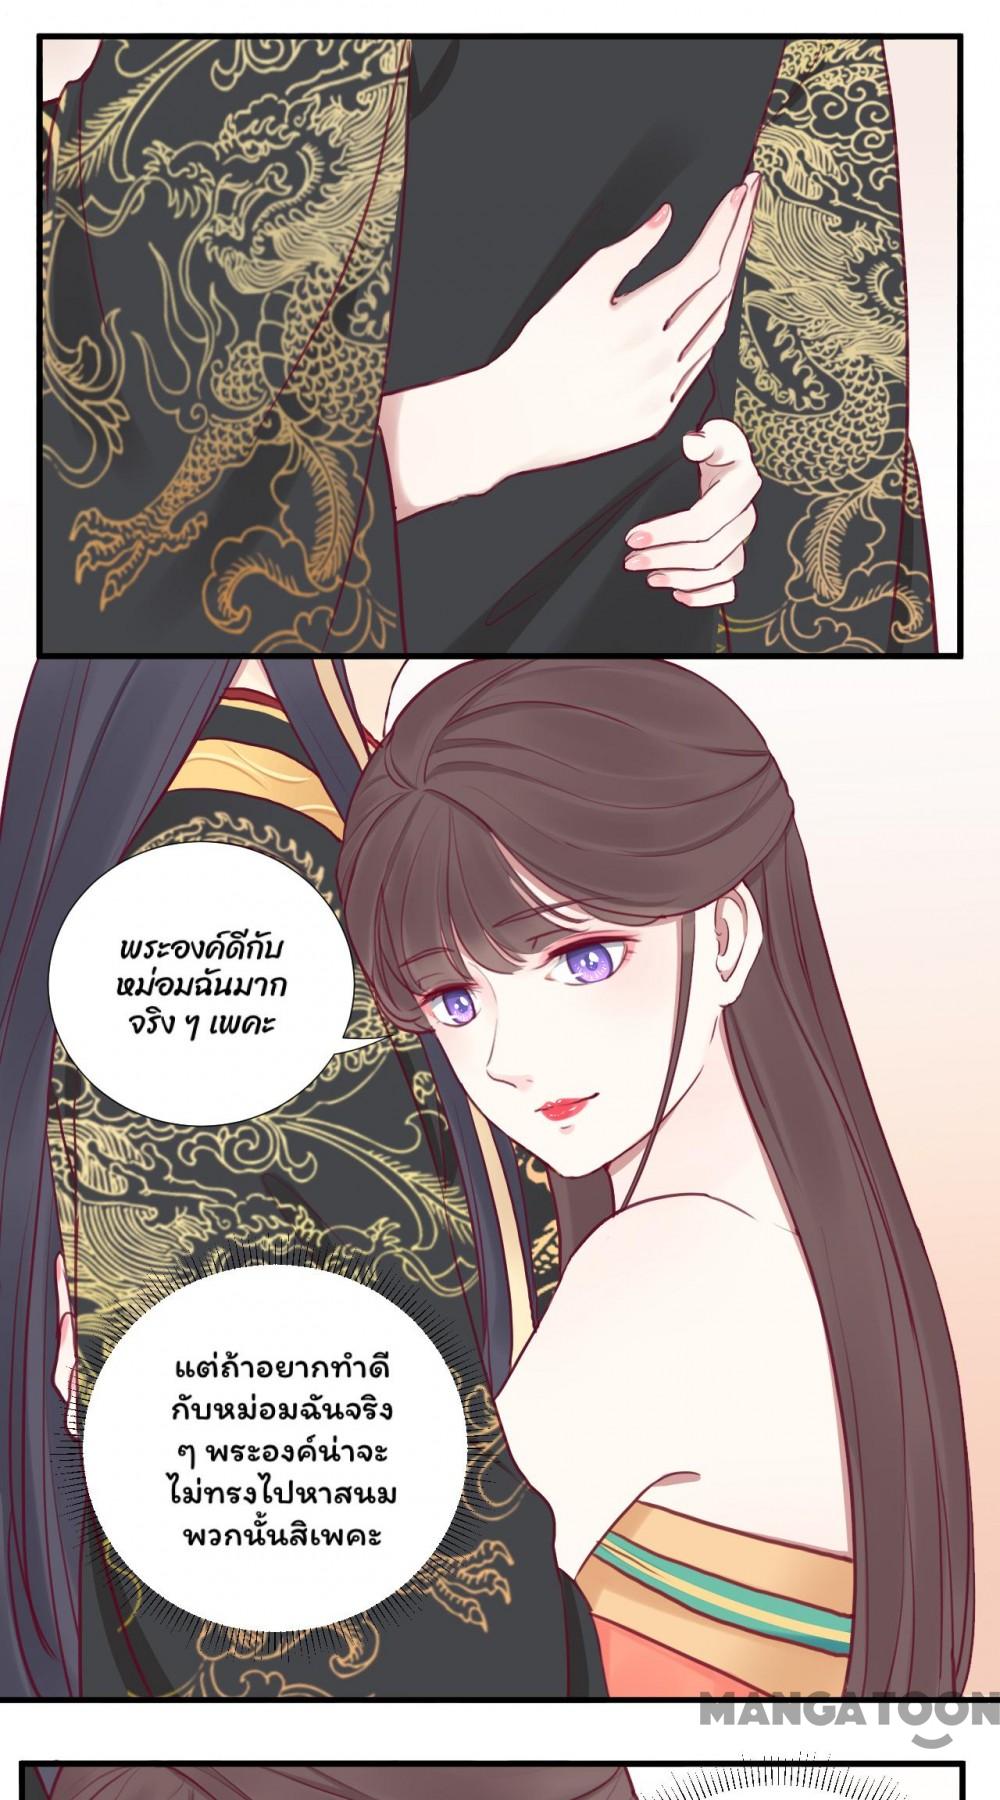 พระองค์ดีกับ
หม่อมฉันมาก
จริง ๆ เพคะ
แต่ถ้าอยากทำดี
กับหม่อมฉันจริง
ๆ พระองค์น่าจะ
ไม่ทรงไปหาสนม
พวกนั้นสิเพคะ
MANGATOON